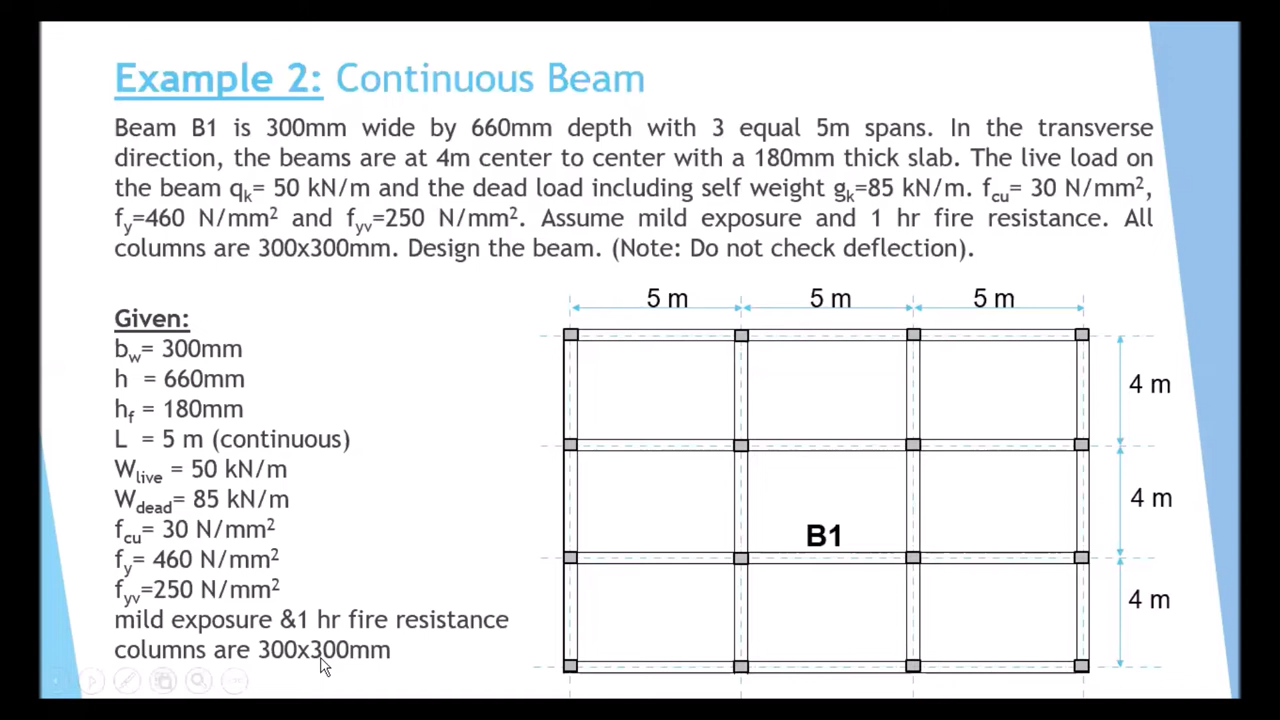 Example 2: Continuous Beam
Beam B1 is 300mm wide by 660mm depth with 3 equal 5m spans. In the transverse
direction, the beams are at 4m center to center with a 180mm thick slab. The live load on
the beam qk= 50 kN/m and the dead load including self weight gk=85 kN/m. fcu= 30 N/mm²,
fy=460 N/mm² and fyv=250 N/mm². Assume mild exposure and 1 hr fire resistance. All
columns are 300x300mm. Design the beam. (Note: Do not check deflection).
Given:
bw= 300mm
h = 660mm
hf = 180mm
L = 5 m (continuous)
Wlive = 50 kN/m
Wdead= 85 kN/m
fcu= 30 N/mm²
fy= 460 N/mm²
fyv=250 N/mm²
mild exposure &1 hr fire resistance
columns are 300x300mm
5 m 5 m 5 m
4 m
4 m
B1
4 m